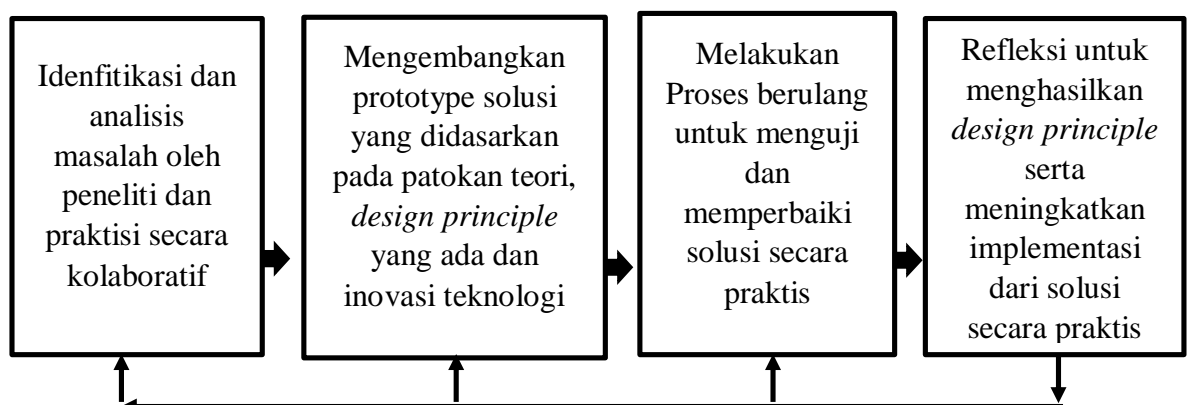 Idenfitikasi dan
analisis
masalah oleh
peneliti dan
praktisi secara
kolaboratif
Mengembangkan
prototype solusi
yang didasarkan
pada patokan teori,
design principle
yang ada dan
inovasi teknologi
Melakukan
Proses berulang
untuk menguji
dan
memperbaiki
solusi secara
praktis
Refleksi untuk
menghasilkan
design principle
serta
meningkatkan
implementasi
dari solusi
secara praktis